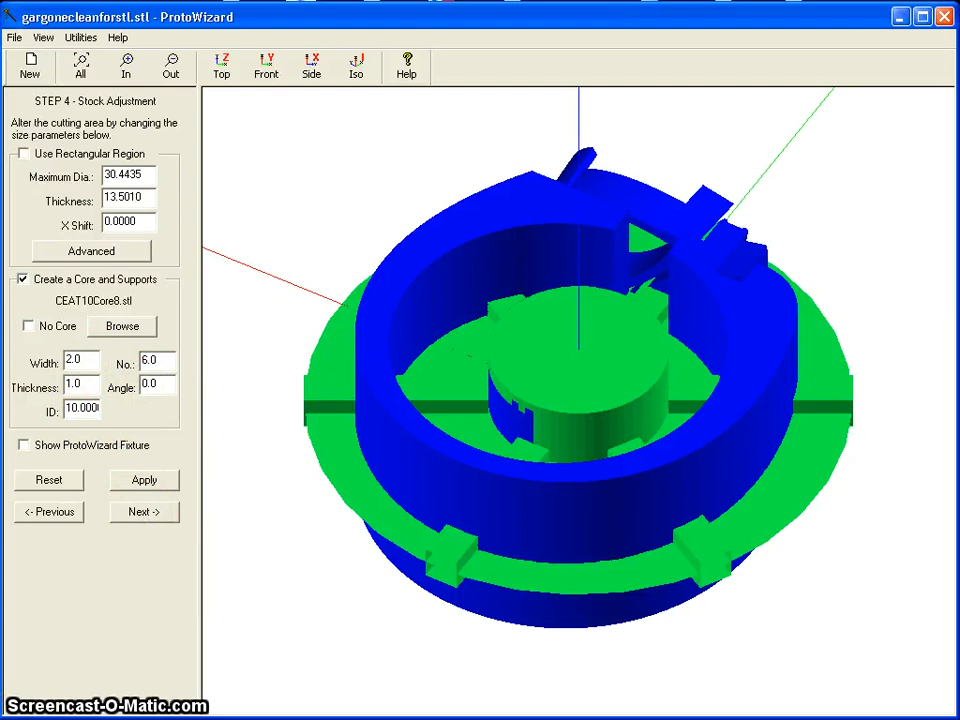 gargonecleanforstl.stl - ProtoWizard
File View Utilities Help
New All In Out Top Front Side Iso Help
Z Y X
STEP 4 - Stock Adjustment
Alter the cutting area by changing the
size parameters below.
Use Rectangular Region
Maximum Dia.: 30.4435
Thickness: 13.5010
X Shift: 0.0000
Advanced
Create a Core and Supports
CEAT10Core8.stl
No Core Browse
Width: 2.0 No.: 6.0
Thickness: 1.0 Angle: 0.0
ID: 10.000
Show ProtoWizard Fixture
Reset Apply
<- Previous Next ->
Screencast-O-Matic.com